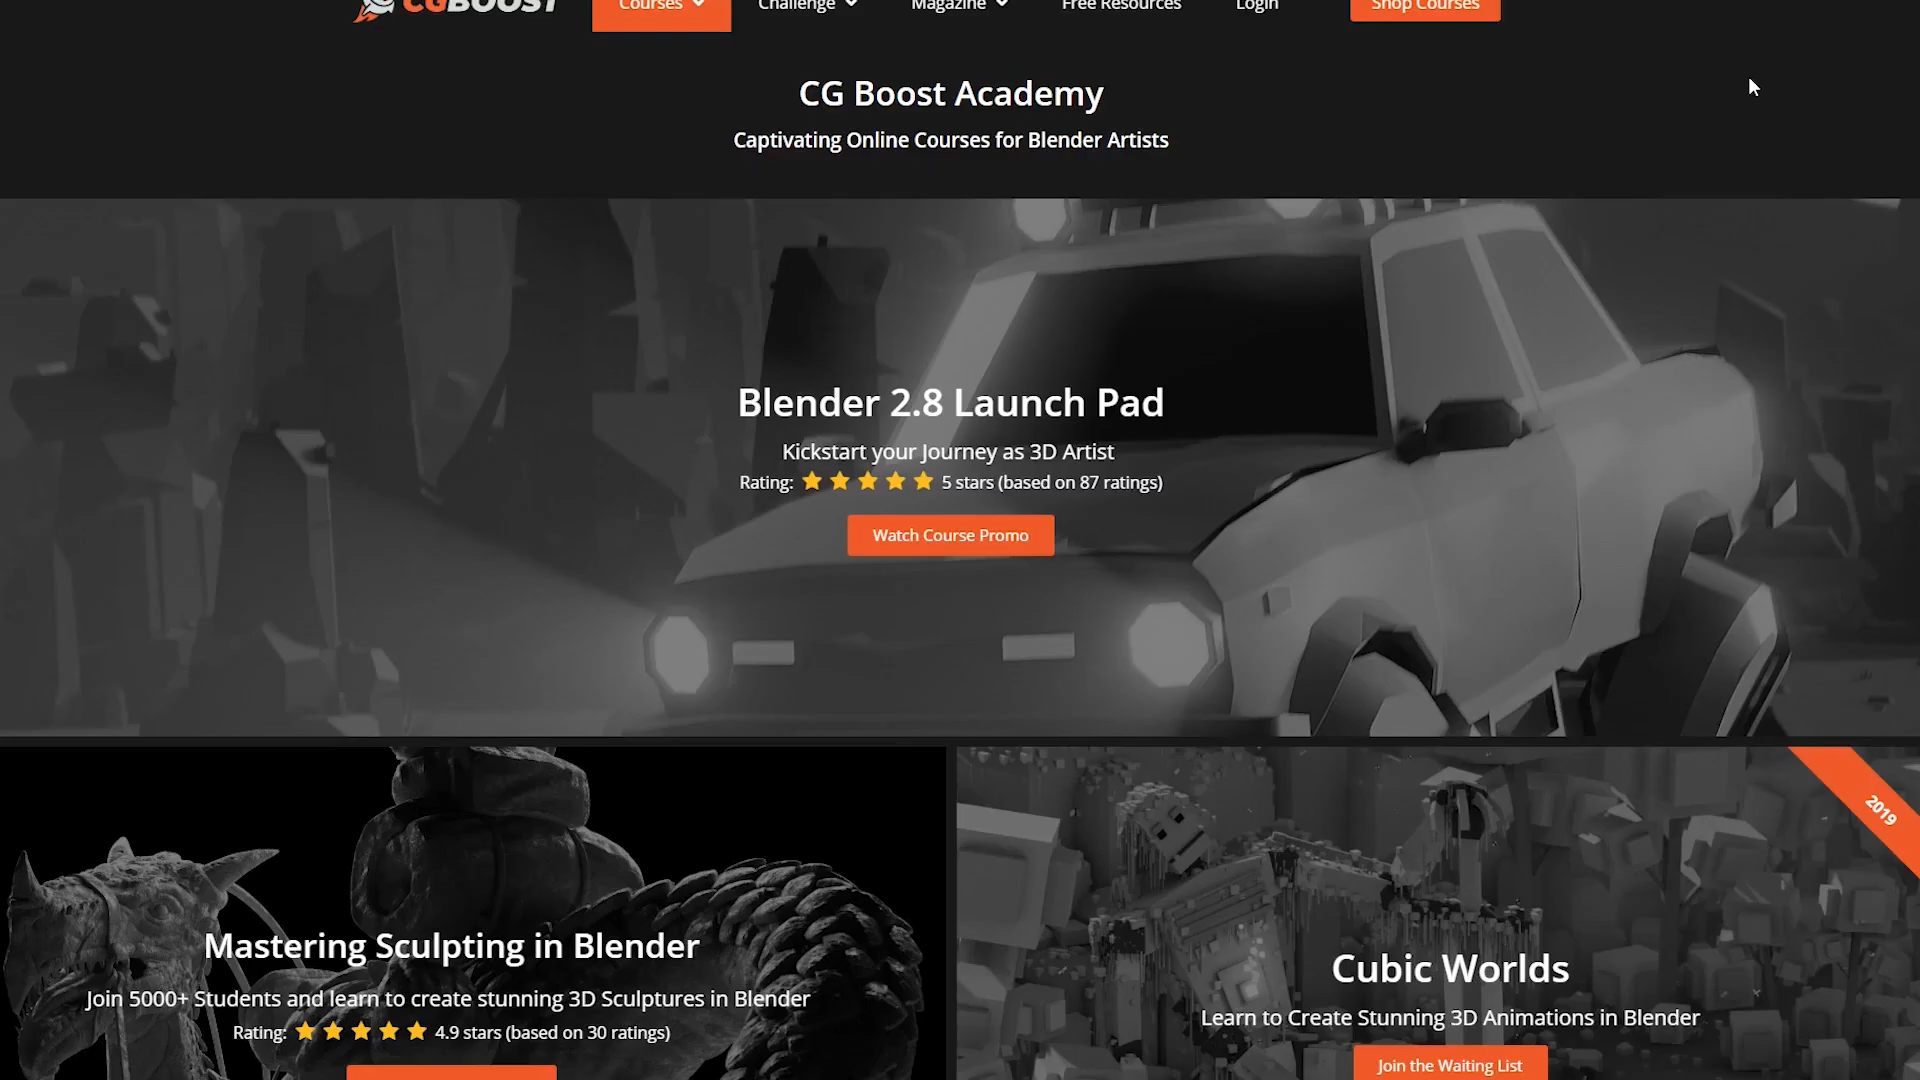 CGBOOST
Courses
Challenge
Magazine
Free Resources
Login
Shop Courses
CG Boost Academy
Captivating Online Courses for Blender Artists
Blender 2.8 Launch Pad
Kickstart your Journey as 3D Artist
Rating: 5 stars (based on 87 ratings)
Watch Course Promo
2019
Mastering Sculpting in Blender
Join 5000+ Students and learn to create stunning 3D Sculptures in Blender
Rating: 4.9 stars (based on 30 ratings)
Cubic Worlds
Learn to Create Stunning 3D Animations in Blender
Join the Waiting List